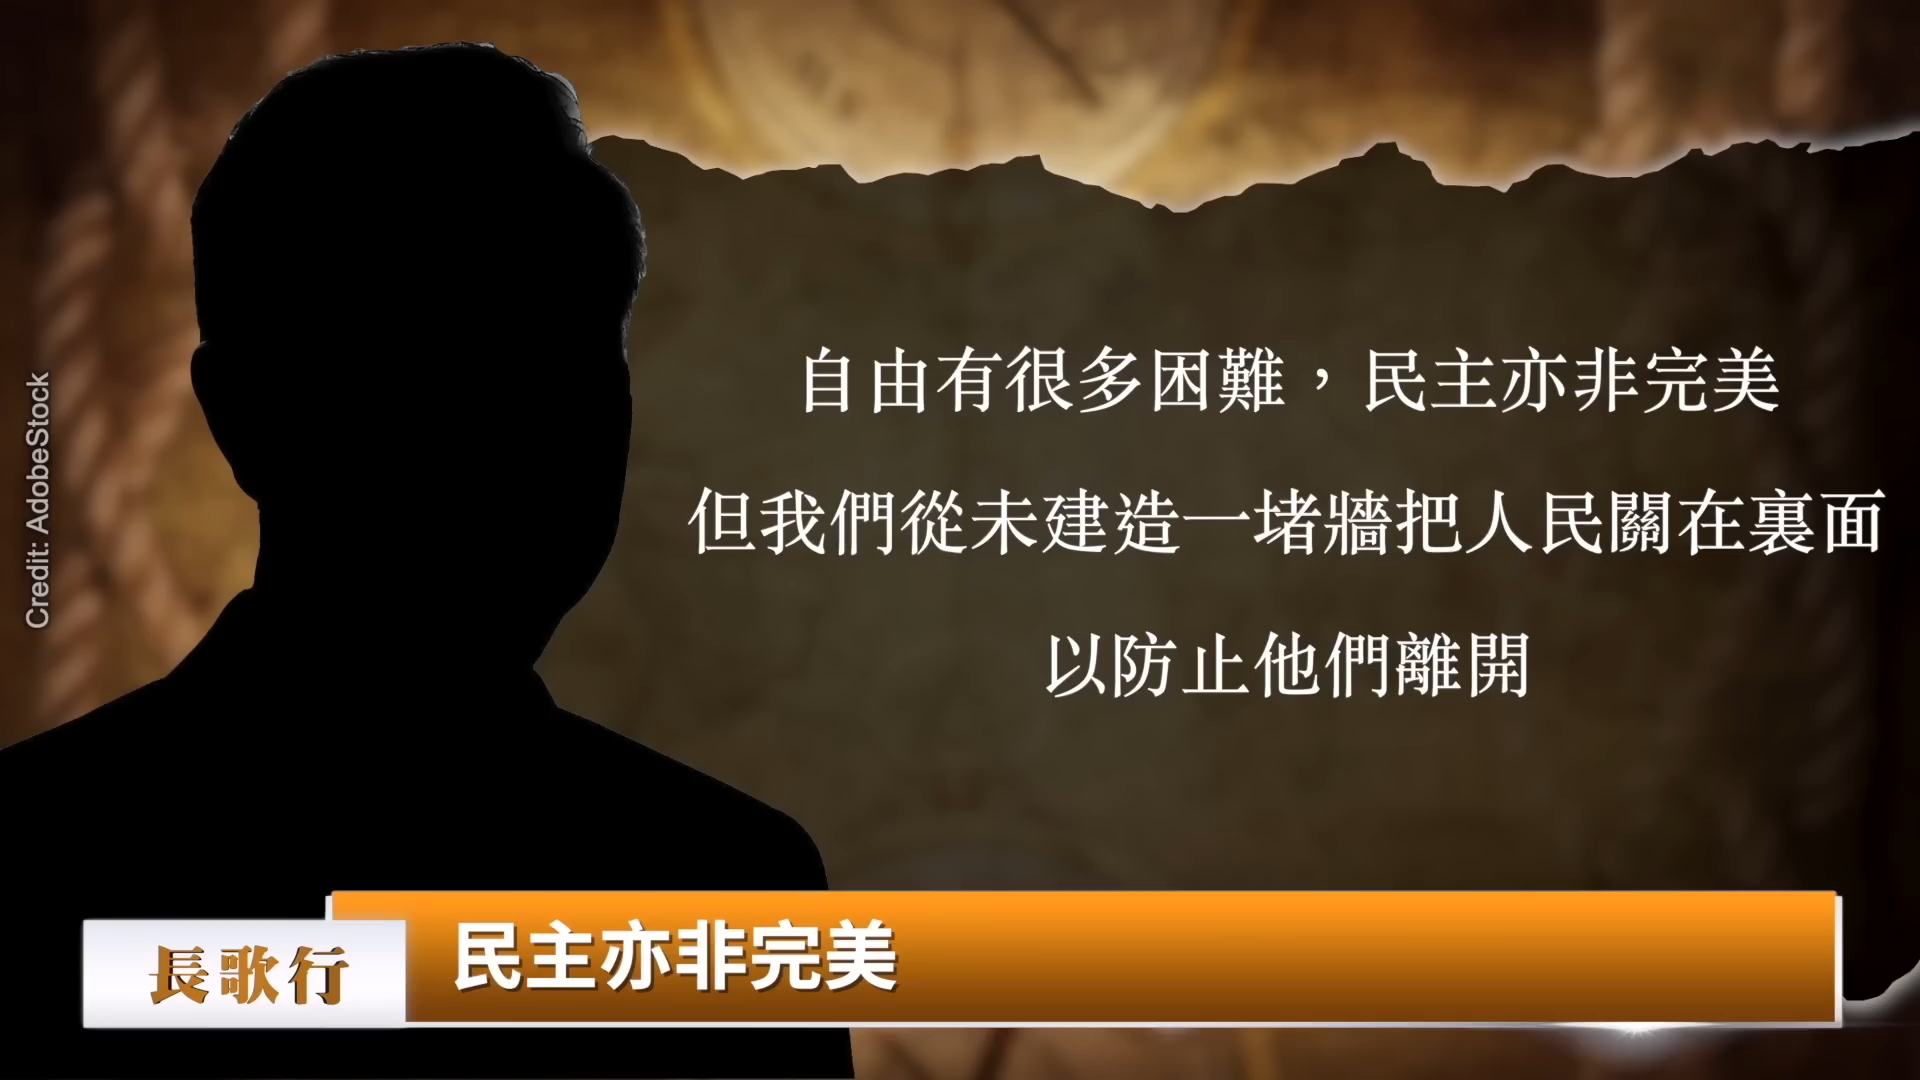 自由有很多困難，民主亦非完美
但我們從未建造一堵牆把人民關在裏面
以防止他們離開
Credit: AdobeStock
長歌行
民主亦非完美